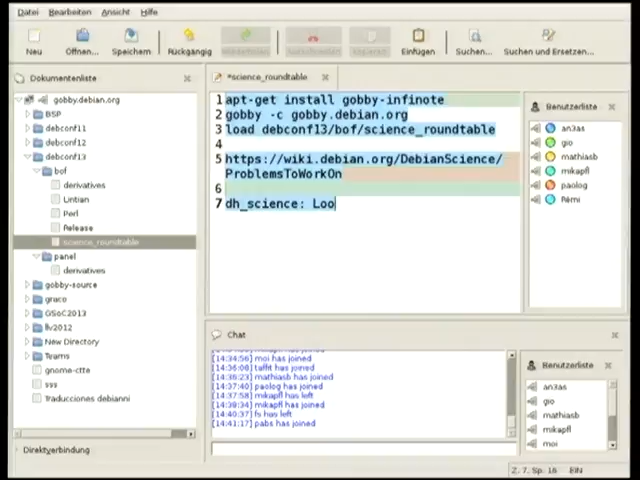 Datei Bearbeiten Ansicht Hilfe
Neu Öffnen... Speichern Rückgängig Einfügen Suchen... Suchen und Ersetzen...
Dokumentenliste
gobby.debian.org
BSP
debconf11
debconf12
debconf13
bof
derivatives
Lintian
Perl
Release
science_roundtable
panel
derivatives
gobby-source
graco
GSoC2013
llv2012
New Directory
Teams
gnome-ctte
sss
Traducciones debianni
Direktverbindung
*science_roundtable
1 apt-get install gobby-infinote
2 gobby -c gobby.debian.org
3 load debconf13/bof/science_roundtable
4
5 https://wiki.debian.org/DebianScience/
ProblemsToWorkOn
6
7 dh_science: Loo
Benutzerliste
an3as
gio
mathiasb
mikapfl
paolog
Rémi
Chat
[14:34:56] moi has joined
[14:36:08] taffit has joined
[14:36:23] mathiasb has joined
[14:37:40] paolog has joined
[14:37:58] mikapfl has left
[14:39:34] mikapfl has joined
[14:40:37] fs has left
[14:41:17] pabs has joined
Benutzerliste
an3as
gio
mathiasb
mikapfl
moi
Z. 7, Sp. 16 EIN